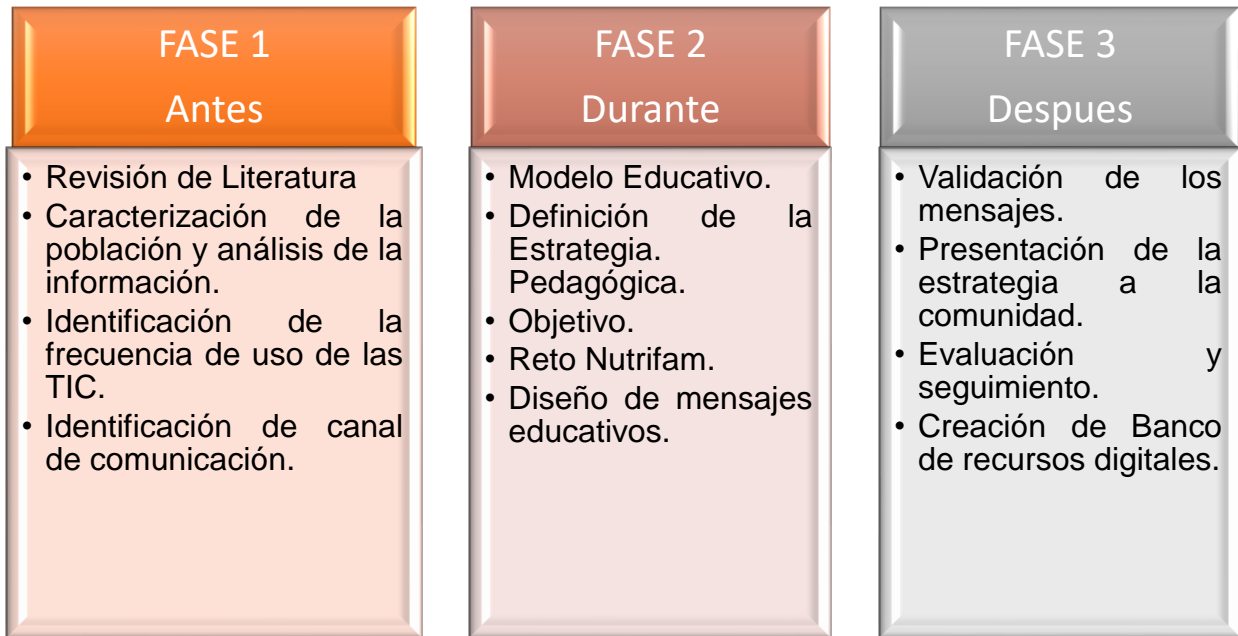 FASE 1
Antes
• Revisión de Literatura
• Caracterización de la
población y análisis de la
información.
• Identificación de la
frecuencia de uso de las
TIC.
• Identificación de canal
de comunicación.
FASE 2
Durante
• Modelo Educativo.
• Definición de la
Estrategia.
Pedagógica.
• Objetivo.
• Reto Nutrifam.
• Diseño de mensajes
educativos.
FASE 3
Despues
• Validación de los
mensajes.
• Presentación de la
estrategia a la
comunidad.
• Evaluación y
seguimiento.
• Creación de Banco
de recursos digitales.